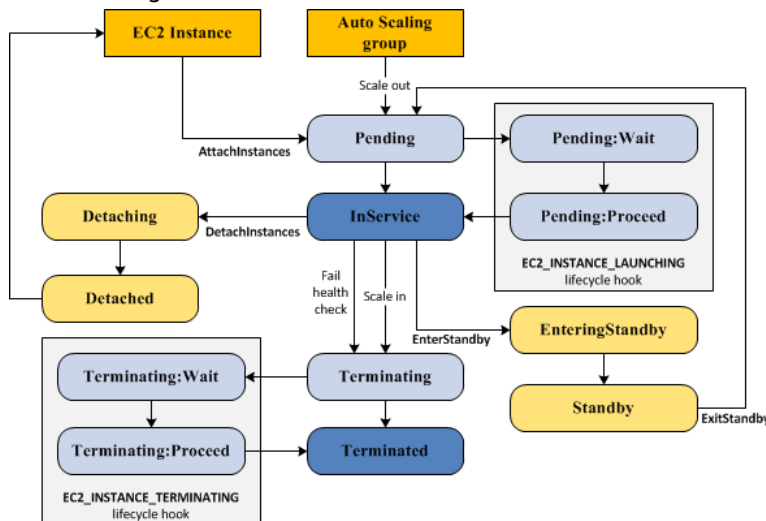 EC2 Instance
Auto Scaling
group
Scale out
Pending
AttachInstances
Pending:Wait
Pending:Proceed
EC2_INSTANCE_LAUNCHING
lifecycle hook
InService
DetachInstances
Detaching
Detached
Fail
health
check
Scale in
EnterStandby
EnteringStandby
Standby
ExitStandby
Terminating
Terminating:Wait
Terminating:Proceed
Terminated
EC2_INSTANCE_TERMINATING
lifecycle hook